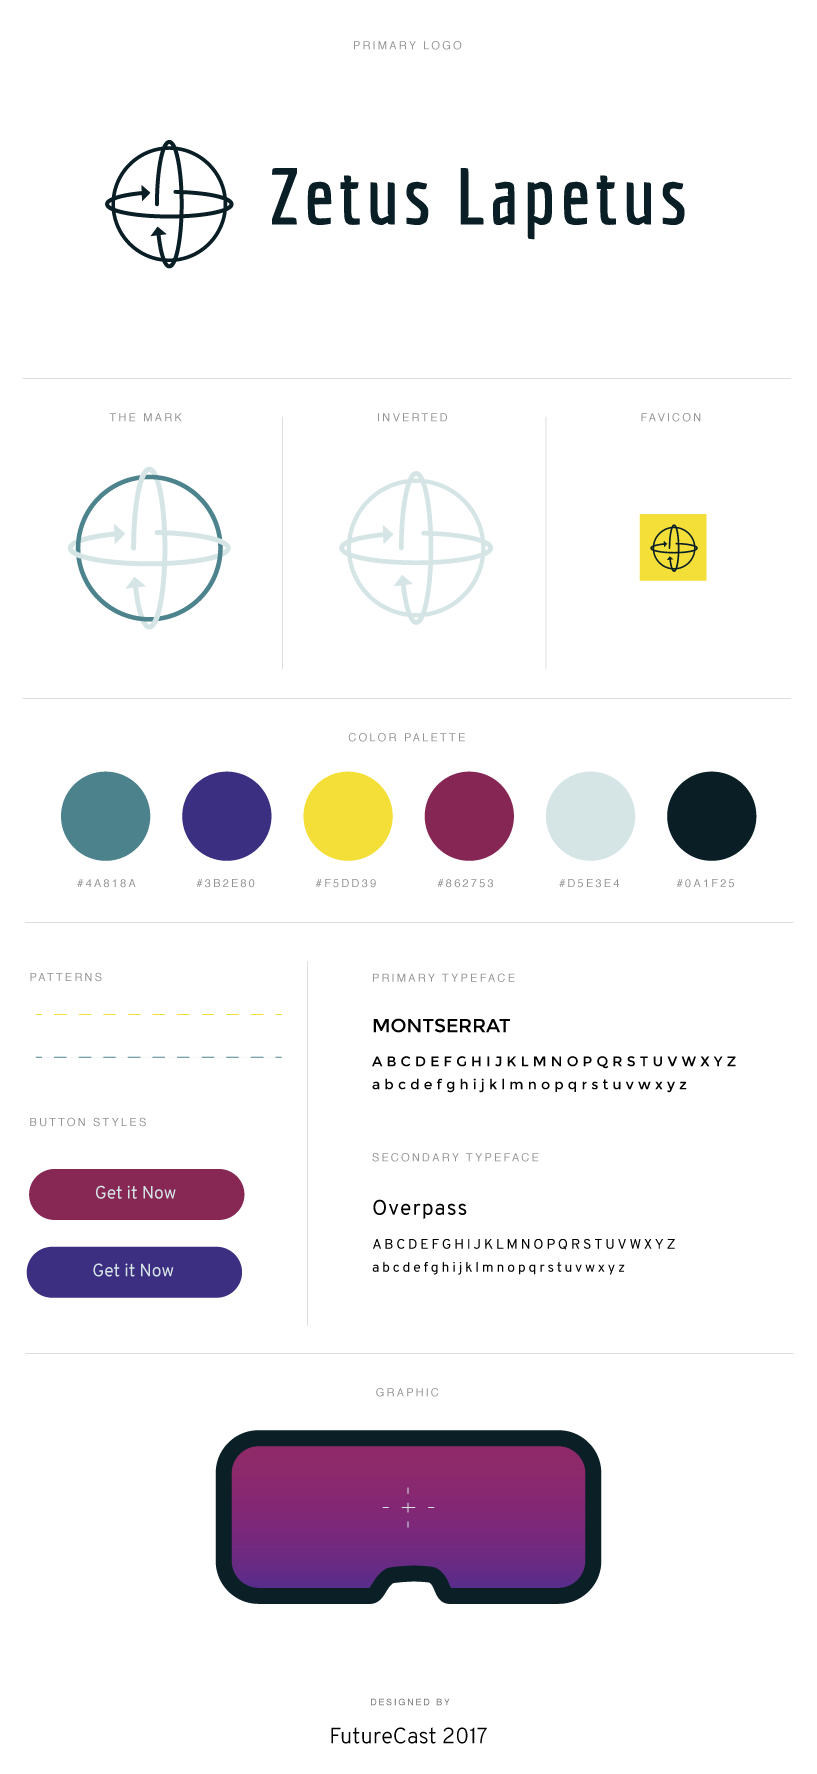 PRIMARY LOGO
Zetus Lapetus
THE MARK
INVERTED
FAVICON
COLOR PALETTE
#4A818A
#3B2E80
#F5DD39
#862753
#D5E3E4
#0A1F25
PATTERNS
BUTTON STYLES
Get it Now
Get it Now
PRIMARY TYPEFACE
MONTSERRAT
A B C D E F G H I J K L M N O P Q R S T U V W X Y Z
a b c d e f g h i j k l m n o p q r s t u v w x y z
SECONDARY TYPEFACE
Overpass
A B C D E F G H I J K L M N O P Q R S T U V W X Y Z
a b c d e f g h i j k l m n o p q r s t u v w x y z
GRAPHIC
DESIGNED BY
FutureCast 2017